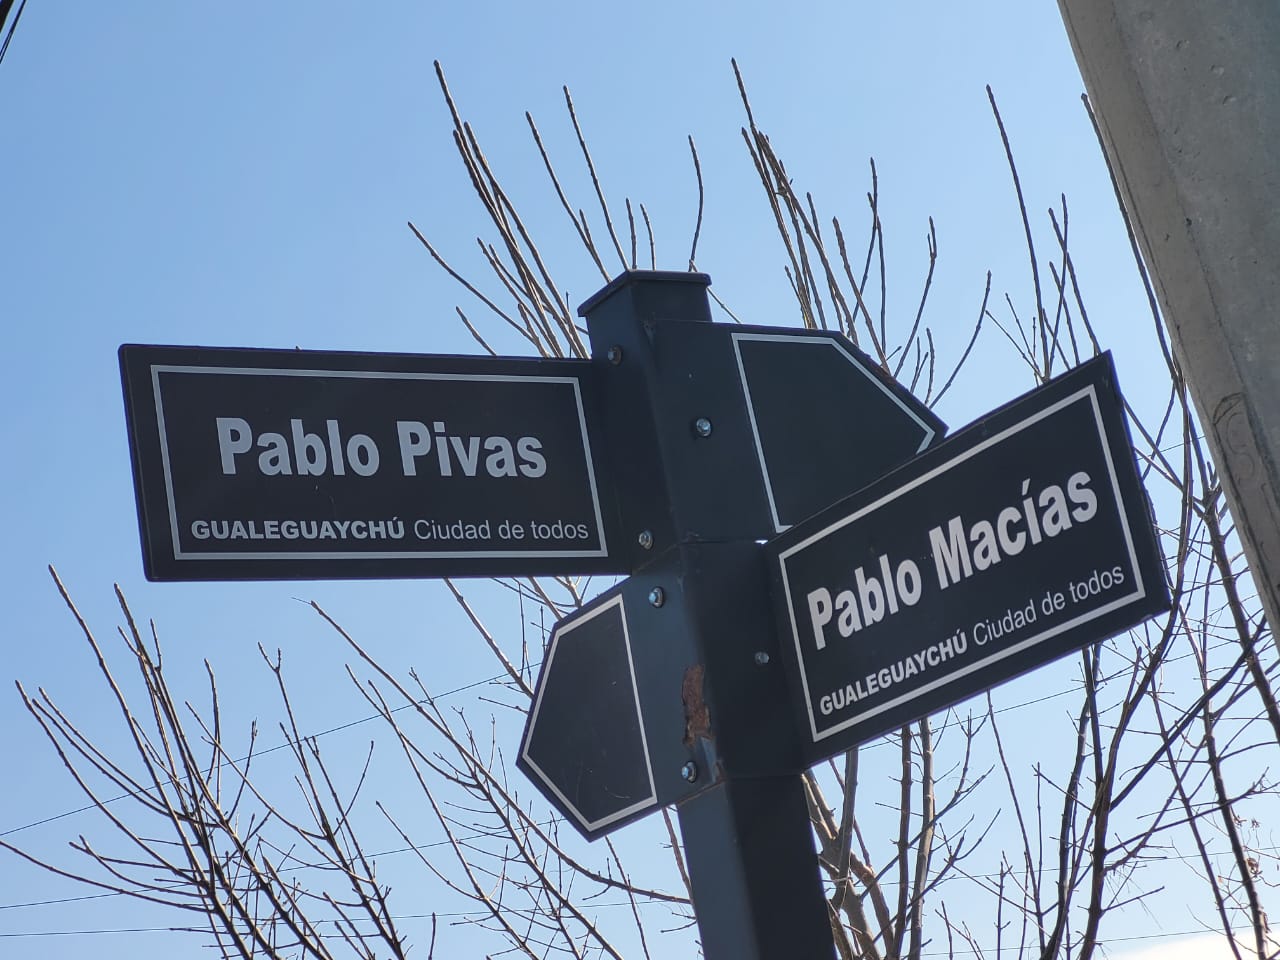 Pablo Pivas
GUALEGUAYCHÚ Ciudad de todos
Pablo Macías
GUALEGUAYCHÚ Ciudad de todos